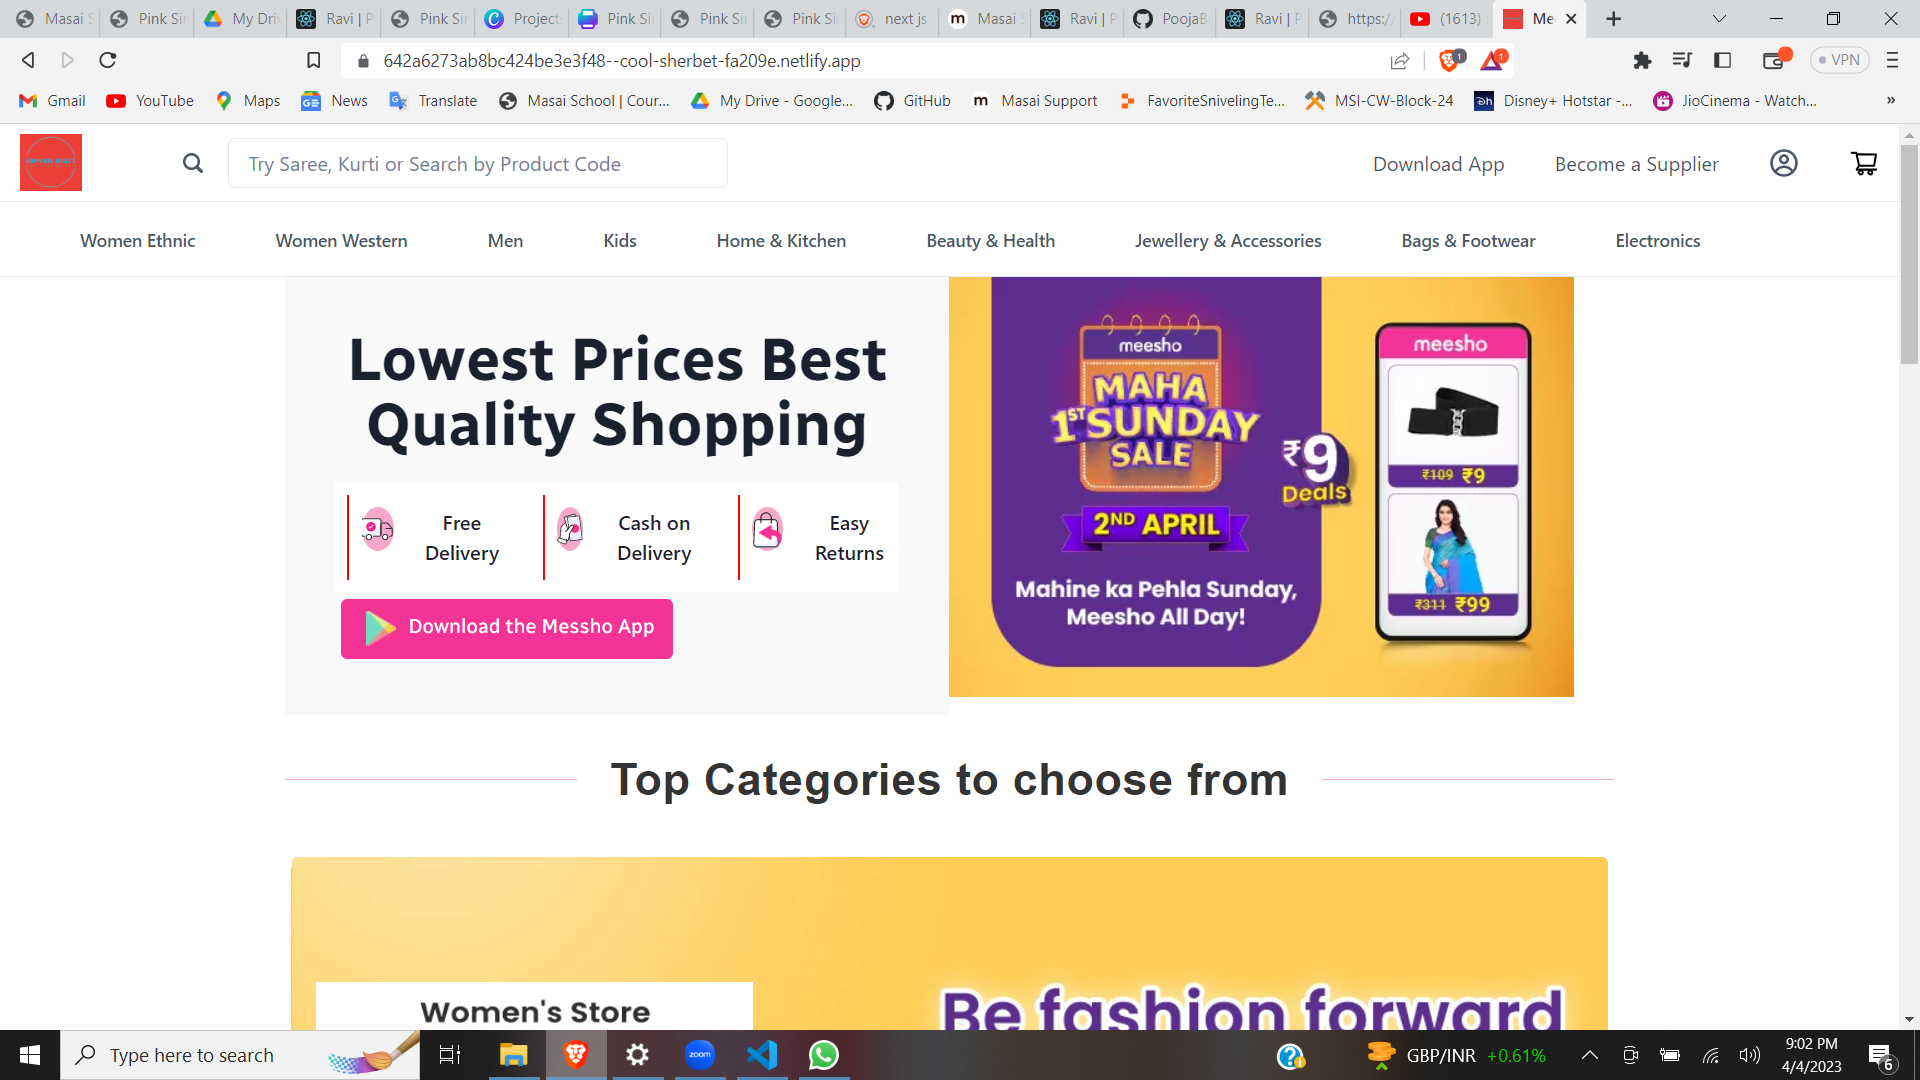 Masai S
Pink Sir
My Driv
Ravi | P
Pink Sir
Project
Pink Sir
Pink Sir
Pink Sir
next js
Masai S
Ravi | P
PoojaB
Ravi | P
https:/
(1613)
Me
642a6273ab8bc424be3e3f48--cool-sherbet-fa209e.netlify.app
1
1
VPN
Gmail
YouTube
Maps
News
Translate
Masai School | Cour...
My Drive - Google...
GitHub
Masai Support
FavoriteSnivelingTe...
MSI-CW-Block-24
Disney+ Hotstar -...
JioCinema - Watch...
»
Try Saree, Kurti or Search by Product Code
Download App
Become a Supplier
Women Ethnic
Women Western
Men
Kids
Home & Kitchen
Beauty & Health
Jewellery & Accessories
Bags & Footwear
Electronics
Lowest Prices Best
Quality Shopping
Free
Delivery
Cash on
Delivery
Easy
Returns
Download the Messho App
meesho
MAHA
1ST SUNDAY
SALE
2ND APRIL
Mahine ka Pehla Sunday,
Meesho All Day!
₹9
Deals
meesho
₹109 ₹9
₹311 ₹99
Top Categories to choose from
Women's Store
Be fashion forward
Type here to search
zoom
GBP/INR +0.61%
9:02 PM
4/4/2023
6